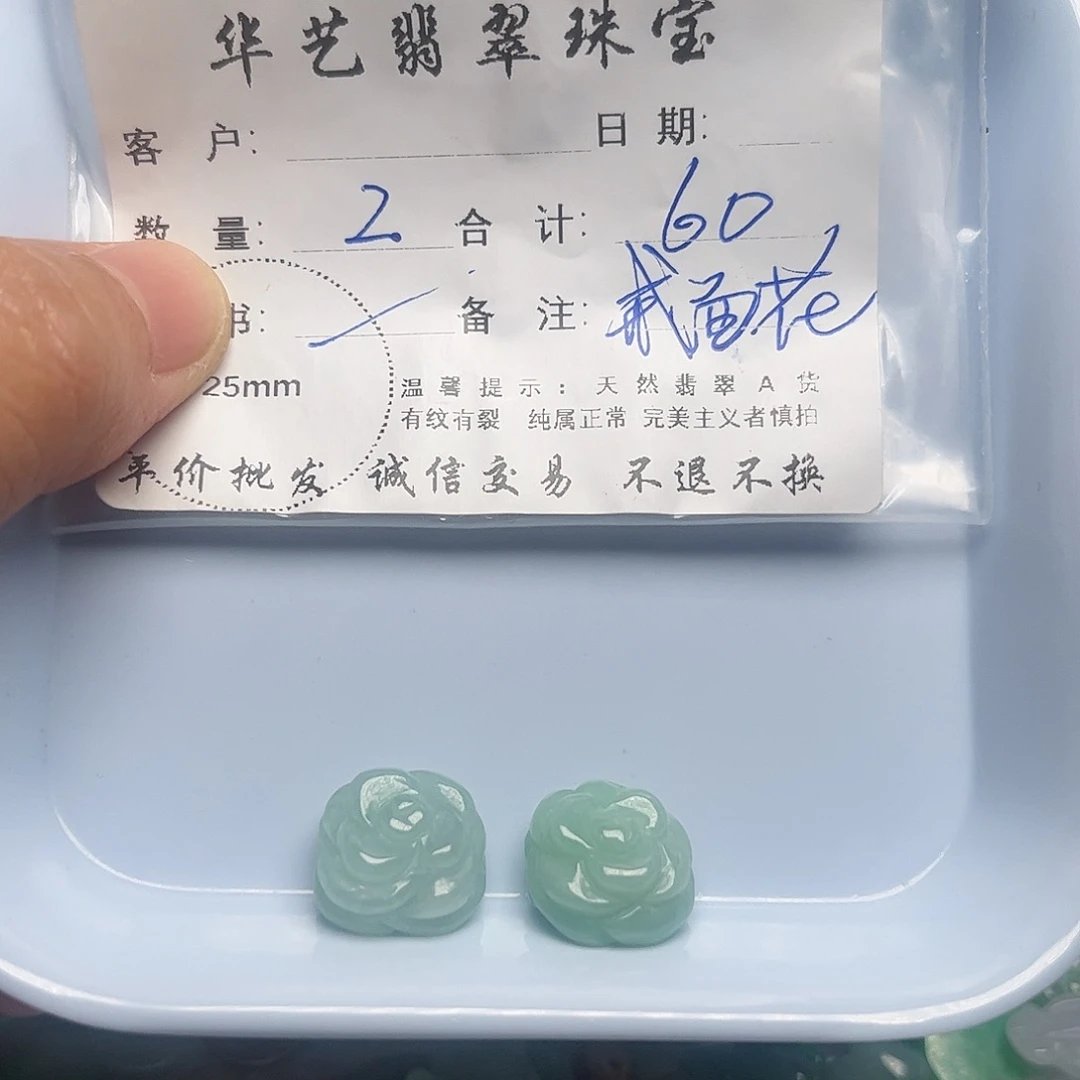 华艺翡翠珠宝
客 户: 日 期:
数 量: 2 合 计: 60
书: 备 注: 戒面花
25mm 温馨提示:天然翡翠A货
有纹有裂 纯属正常 完美主义者慎拍
平价批发 诚信交易 不退不换